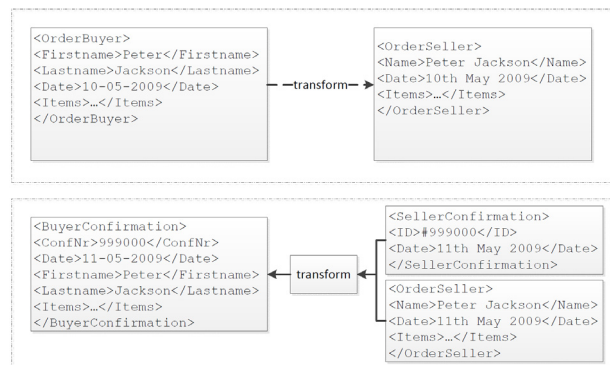 <OrderBuyer>
<Firstname>Peter</Firstname>
<Lastname>Jackson</Lastname>
<Date>10-05-2009</Date>
<Items>…</Items>
</OrderBuyer>
transform
<OrderSeller>
<Name>Peter Jackson</Name>
<Date>10th May 2009</Date>
<Items>…</Items>
</OrderSeller>
<BuyerConfirmation>
<ConfNr>999000</ConfNr>
<Date>11-05-2009</Date>
<Firstname>Peter</Firstname>
<Lastname>Jackson</Lastname>
<Items>…</Items>
</BuyerConfirmation>
transform
<SellerConfirmation>
<ID>#999000</ID>
<Date>11th May 2009</Date>
</SellerConfirmation>
<OrderSeller>
<Name>Peter Jackson</Name>
<Date>11th May 2009</Date>
<Items>…</Items>
</OrderSeller>